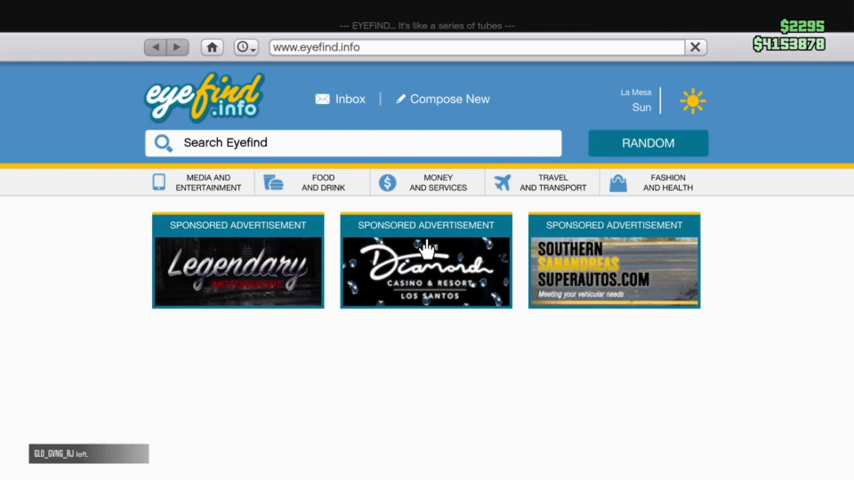 --- EYEFIND... It's like a series of tubes ---
$2295
www.eyefind.info
$4153878
eyefind
.info
Inbox
Compose New
La Mesa
Sun
Search Eyefind
RANDOM
MEDIA AND
ENTERTAINMENT
FOOD
AND DRINK
MONEY
AND SERVICES
TRAVEL
AND TRANSPORT
FASHION
AND HEALTH
SPONSORED ADVERTISEMENT
Legendary
MOTORSPORT
SPONSORED ADVERTISEMENT
Diamond
CASINO & RESORT
LOS SANTOS
SPONSORED ADVERTISEMENT
SOUTHERN
SANANDREAS
SUPERAUTOS.COM
Meeting your vehicular needs
GLO_GVNG_RJ left.